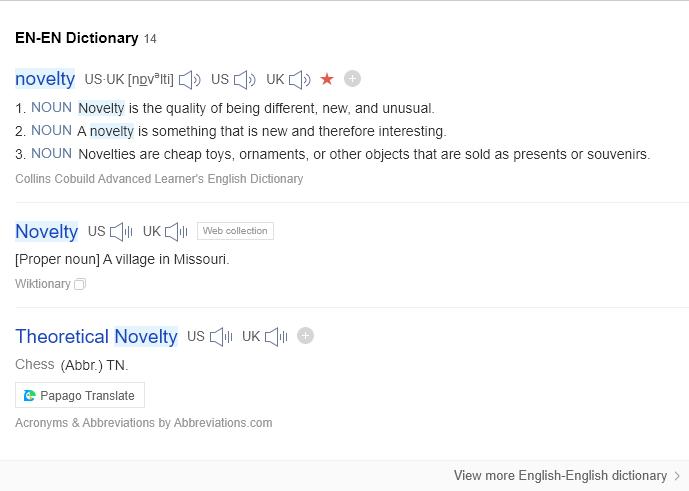 EN-EN Dictionary 14
novelty US·UK [nɒvᵊlti] US UK
1. NOUN Novelty is the quality of being different, new, and unusual.
2. NOUN A novelty is something that is new and therefore interesting.
3. NOUN Novelties are cheap toys, ornaments, or other objects that are sold as presents or souvenirs.
Collins Cobuild Advanced Learner's English Dictionary
Novelty US UK Web collection
[Proper noun] A village in Missouri.
Wiktionary
Theoretical Novelty US UK
Chess (Abbr.) TN.
Papago Translate
Acronyms & Abbreviations by Abbreviations.com
View more English-English dictionary